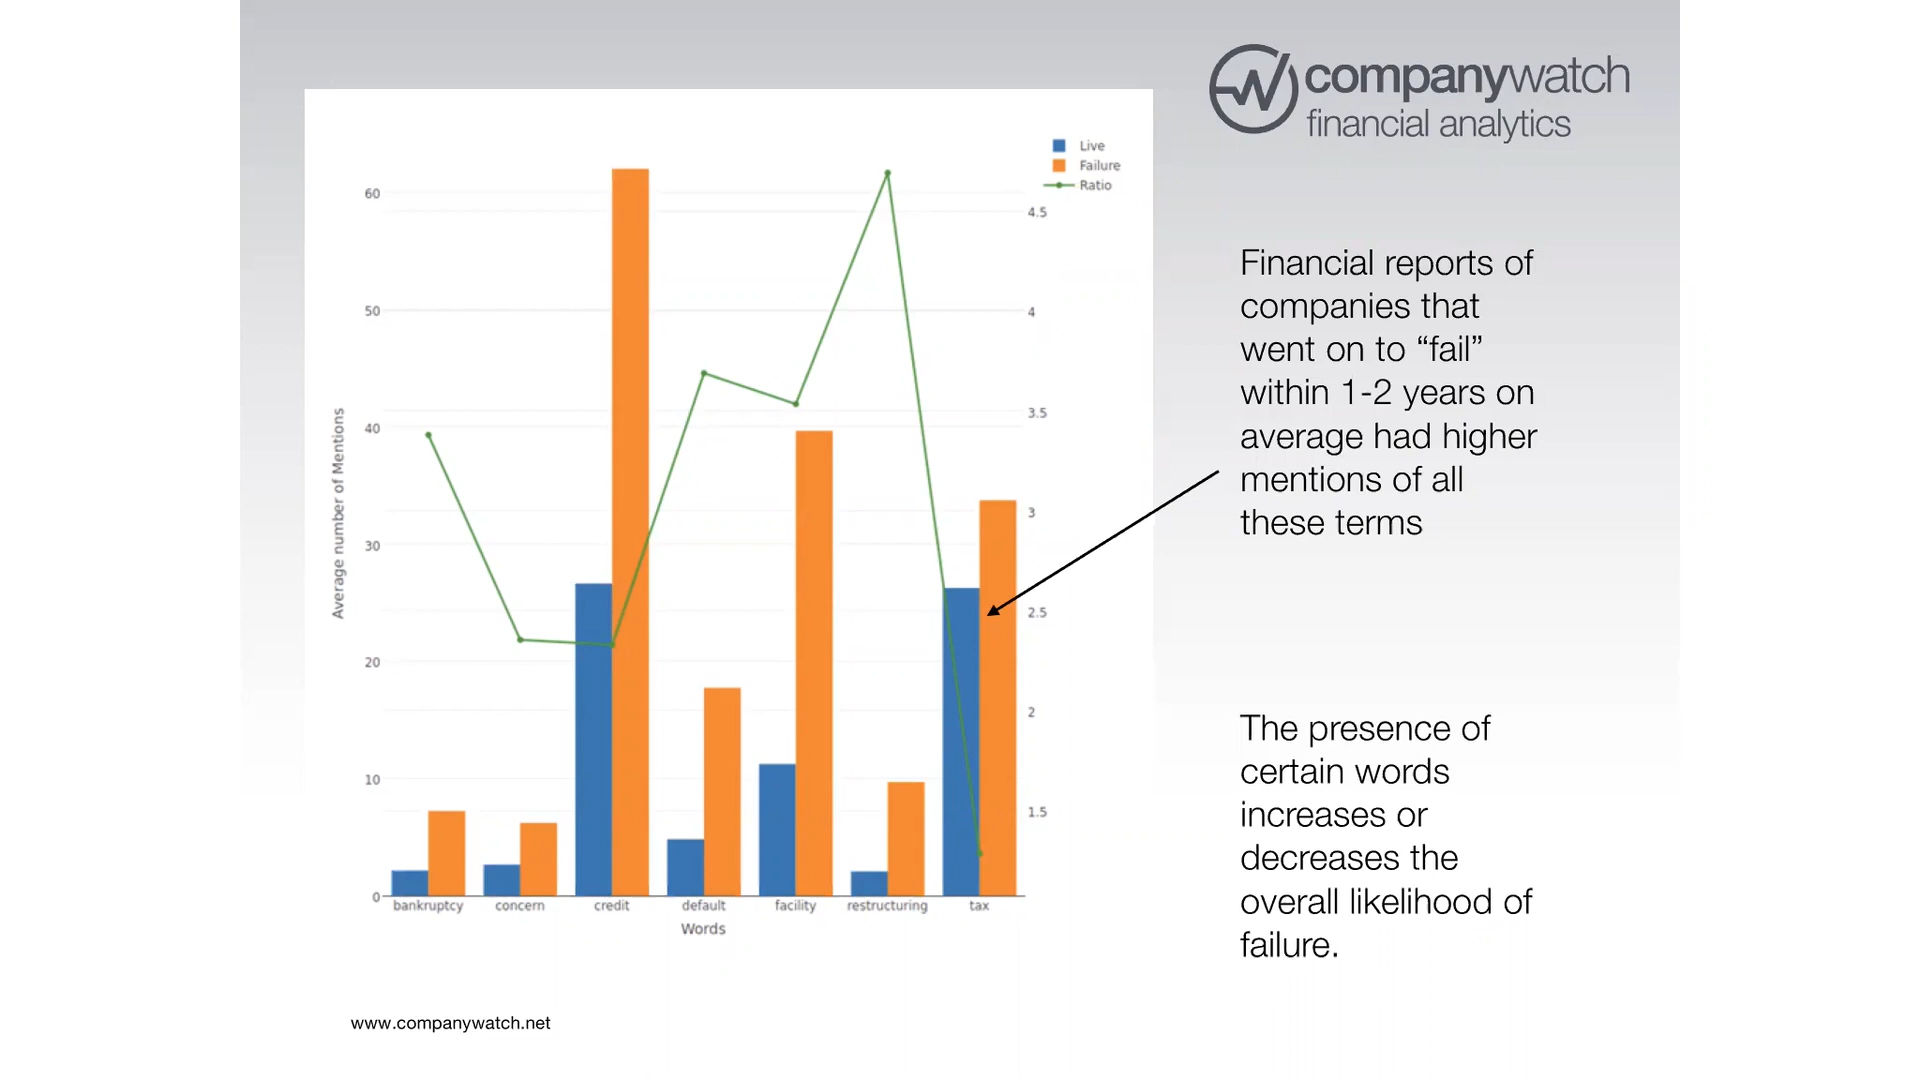 companywatch
financial analytics
Live
Failure
Ratio
60
50
40
30
20
10
0
4.5
4
3.5
3
2.5
2
1.5
Average number of Mentions
bankruptcy concern credit default facility restructuring tax
Words
Financial reports of
companies that
went on to “fail”
within 1-2 years on
average had higher
mentions of all
these terms
The presence of
certain words
increases or
decreases the
overall likelihood of
failure.
www.companywatch.net